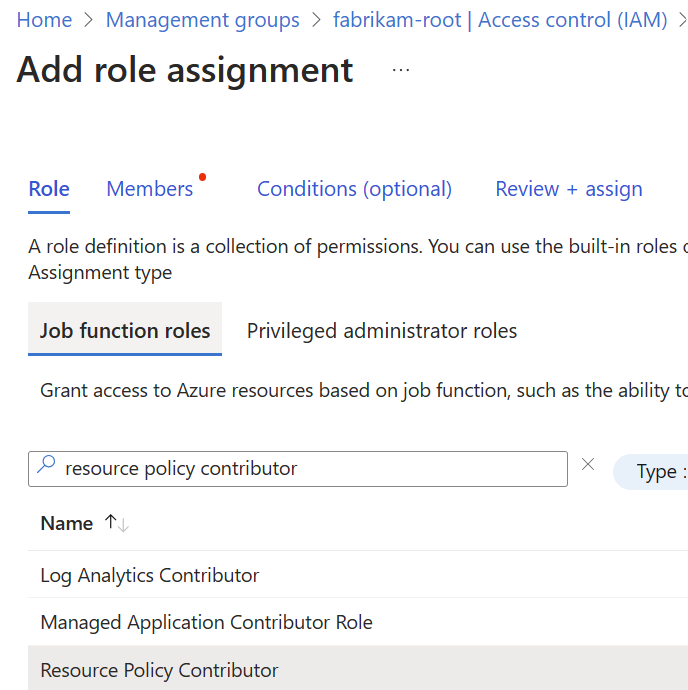 Home > Management groups > fabrikam-root | Access control (IAM) >
Add role assignment ...
Role Members Conditions (optional) Review + assign
A role definition is a collection of permissions. You can use the built-in roles
Assignment type
Job function roles Privileged administrator roles
Grant access to Azure resources based on job function, such as the ability to
resource policy contributor × Type :
Name ↑↓
Log Analytics Contributor
Managed Application Contributor Role
Resource Policy Contributor